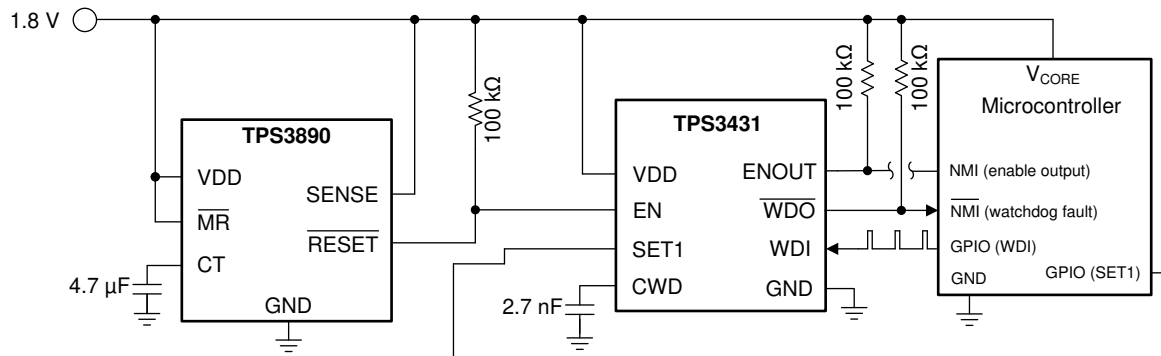 1.8 V
TPS3890
VDD
MR
CT
SENSE
RESET
GND
4.7 µF
100 kΩ
TPS3431
VDD
EN
SET1
CWD
ENOUT
WDO
WDI
GND
2.7 nF
100 kΩ
100 kΩ
VCORE
Microcontroller
NMI (enable output)
NMI (watchdog fault)
GPIO (WDI)
GND
GPIO (SET1)